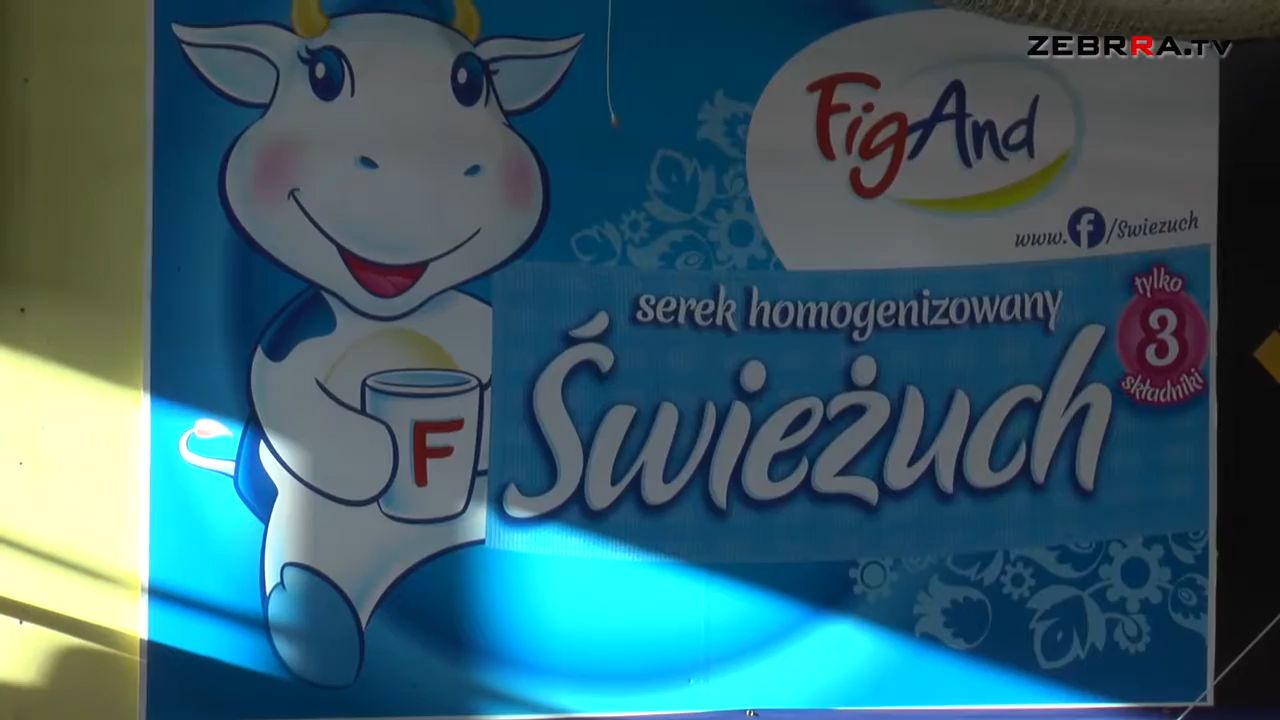 ZEBRRA.TV
FigAnd
www.f/Swiezuch
serek homogenizowany
Świeżuch
tylko
3
składniki
F